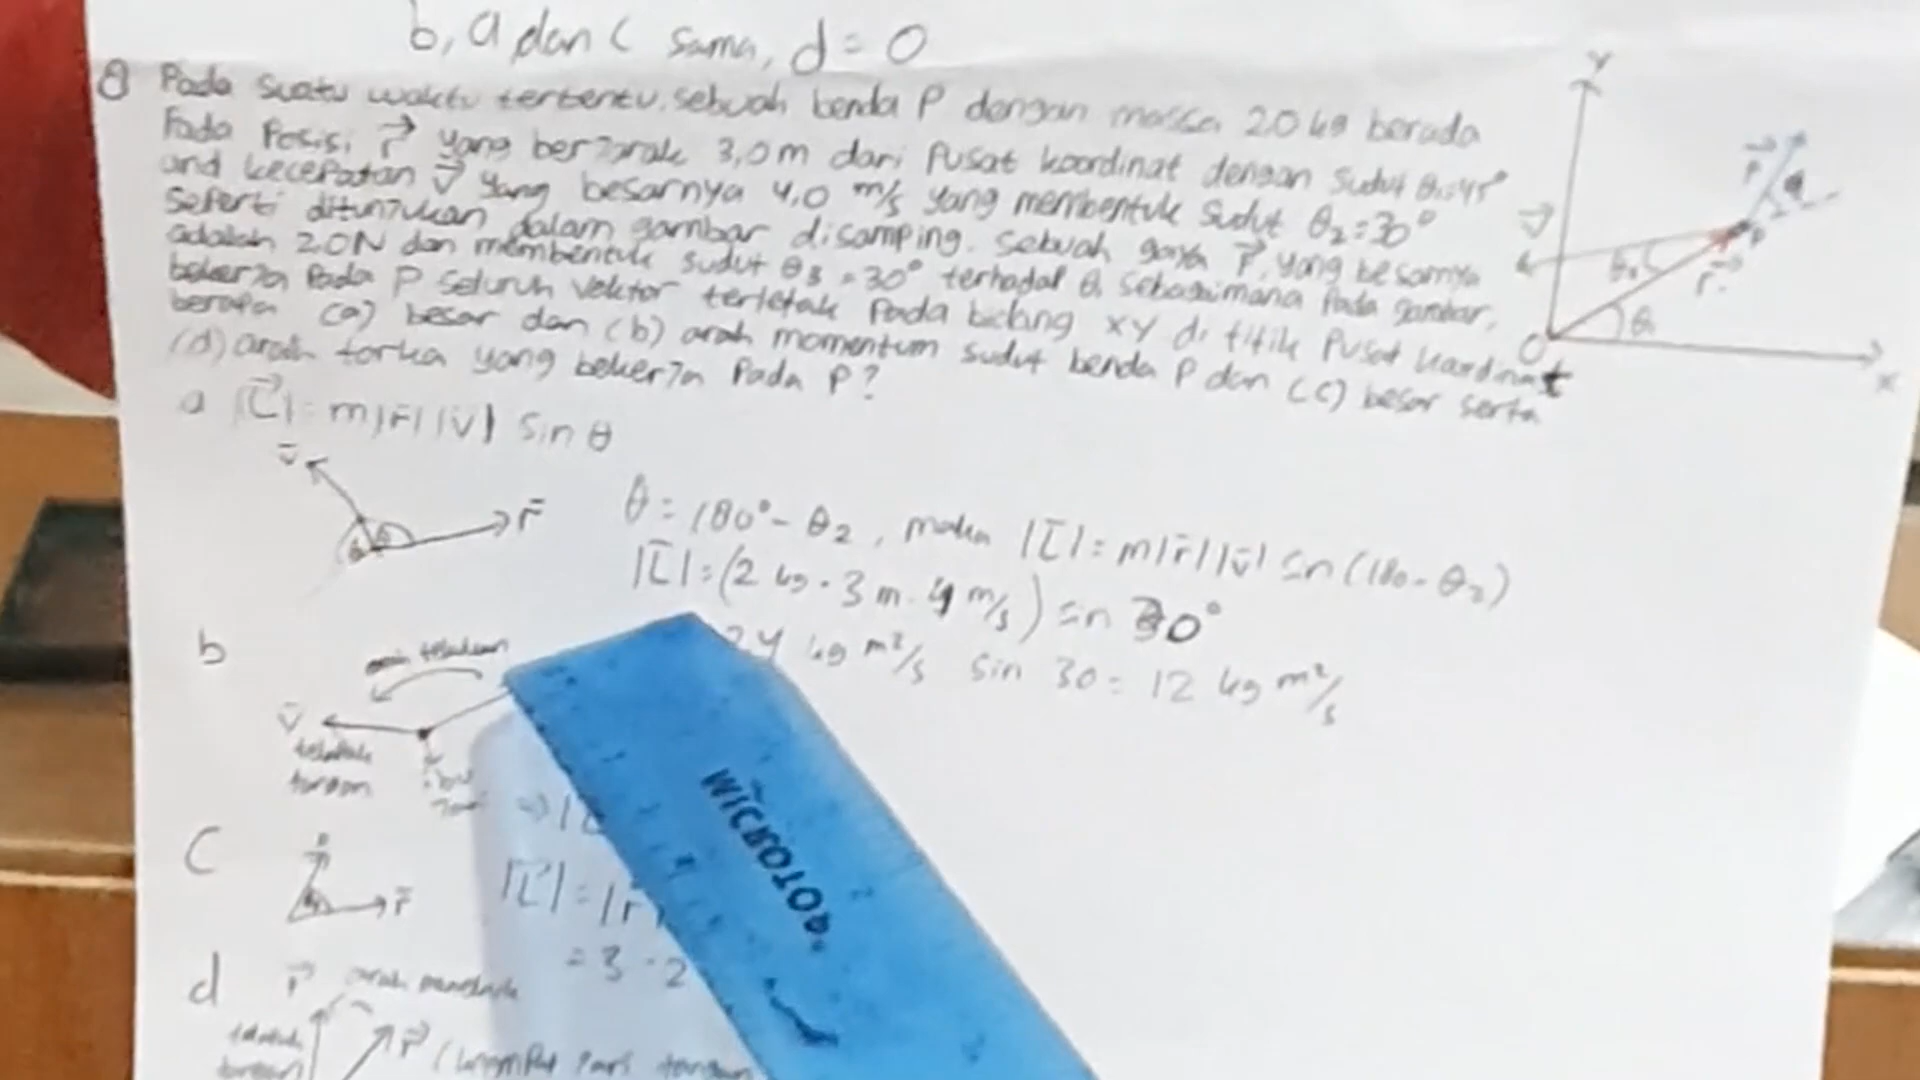 b, a dan c sama, d = 0
8 Pada suatu waktu tertentu, sebuah benda P dengan massa 2.0 kg berada
Pada Posisi r yang berjarak 3,0 m dari Pusat koordinat dengan sudut θ₁=45°
and kecepatan v yang besarnya 4,0 m/s yang membentuk sudut θ₂=30°
Seperti ditunjukan dalam gambar disamping. Sebuah gaya F, yang besarnya
adalah 2.0N dan membentuk sudut θ₃=30° terhadap θ, sebagaimana Pada gambar,
bekerja Pada P seluruh vektor terletak Pada bidang xy di titik Pusat koordinat
berapa (a) besar dan (b) arah momentum sudut benda P dan (c) besar serta
(d) arah torka yang bekerja Pada P?
y
v
θ₂
r
θ₁
O
x
a |L| = m|r||v| sin θ
v
r
θ = 180° - θ₂, maka |L| = m|r||v| sin(180 - θ₂)
|L| = (2 kg · 3 m · 4 m/s) sin 30°
24 kg m²/s sin 30 = 12 kg m²/s
b
v
telapak
tangan
C
r
|L| = |r
= 3 · 2
d
r
telapak
tangan
MICROTOP